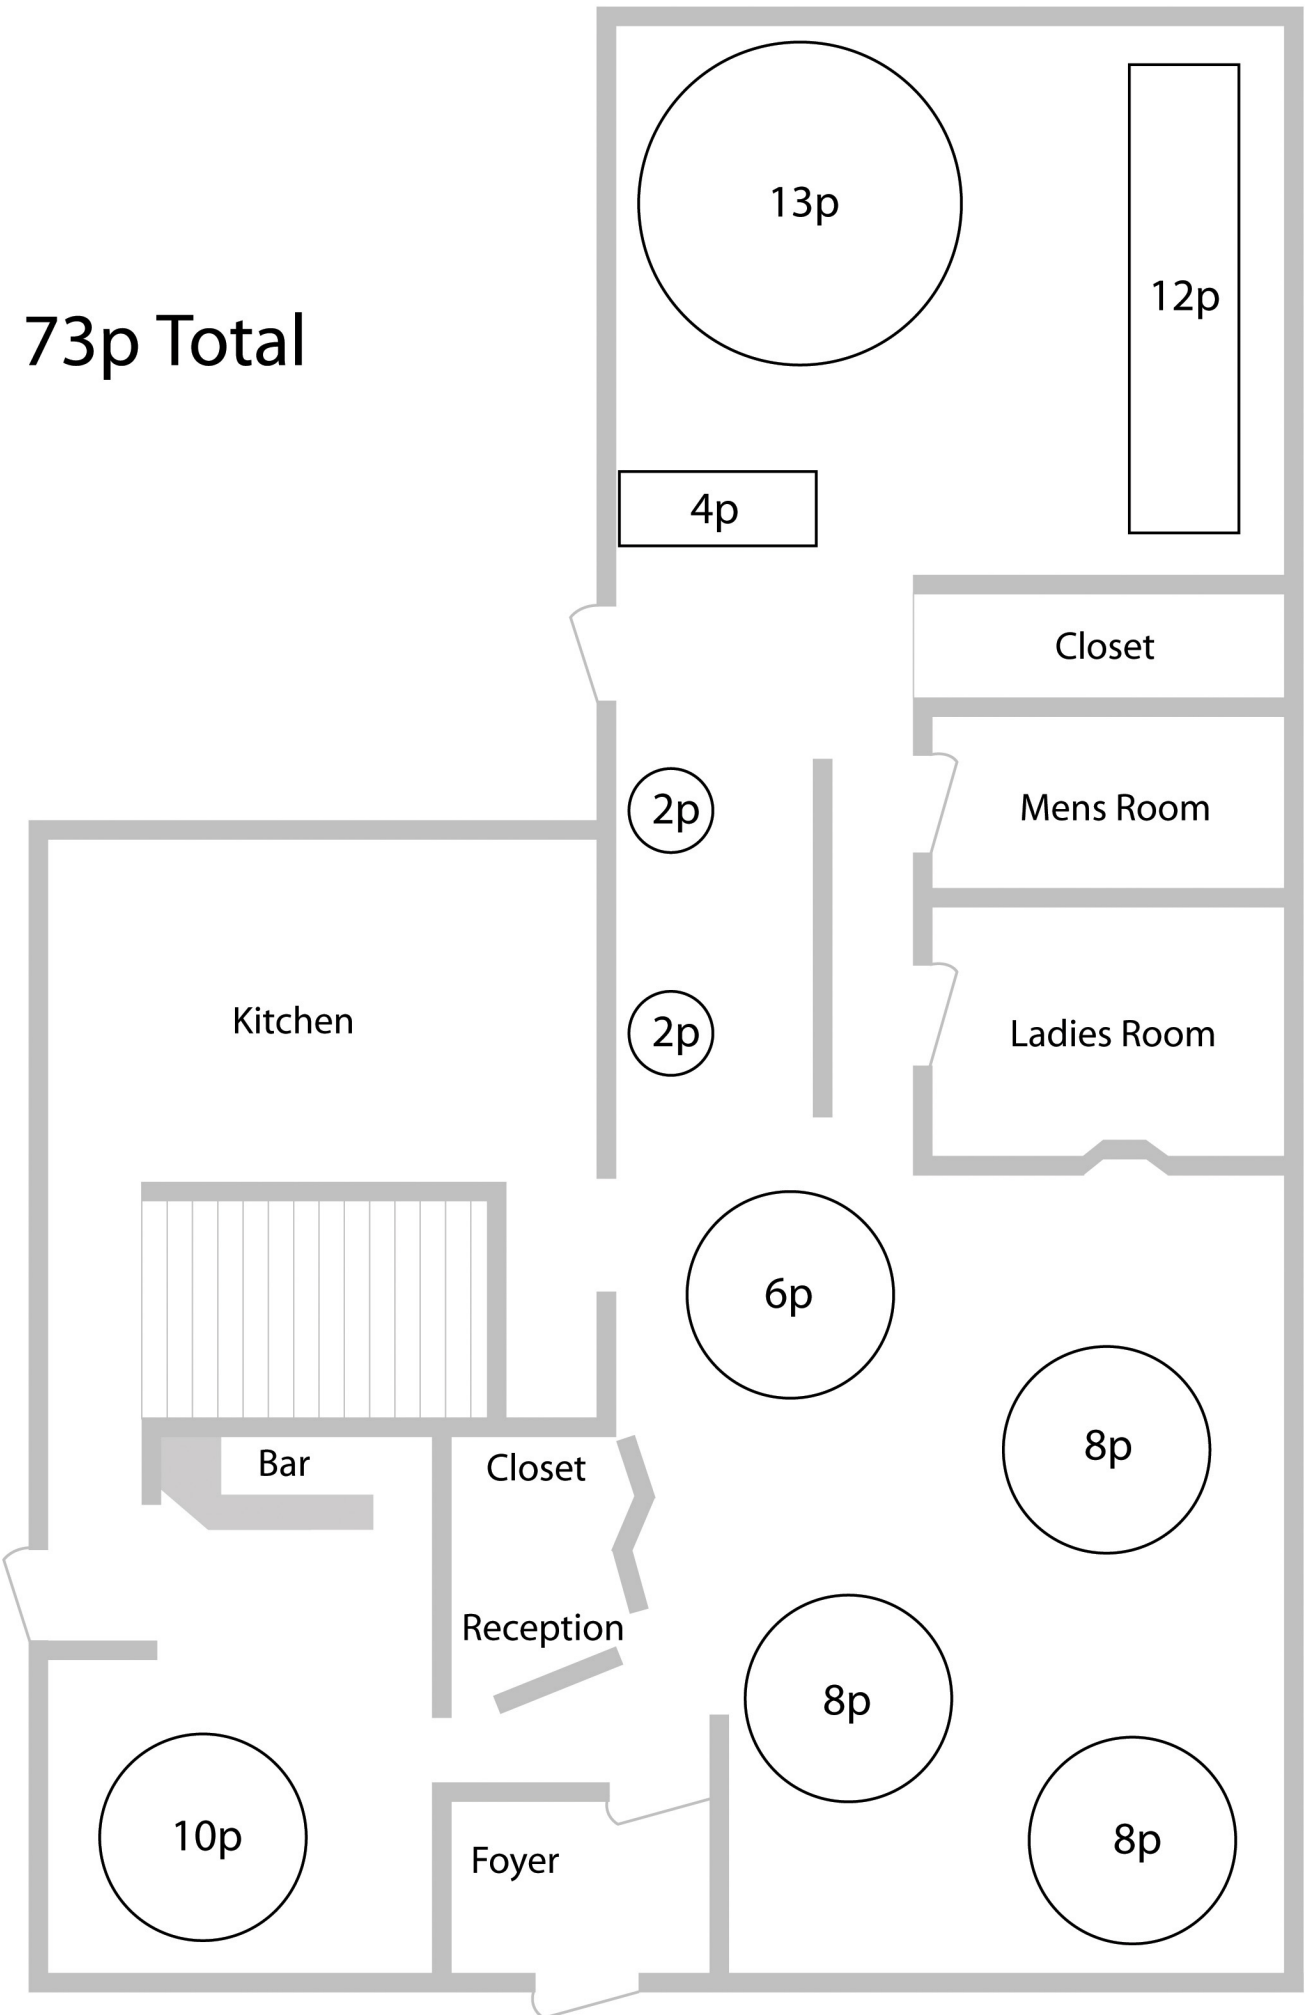 13p
12p
73p Total
4p
Closet
2p
Mens Room
Kitchen
2p
Ladies Room
6p
8p
Bar
Closet
Reception
8p
10p
Foyer
8p